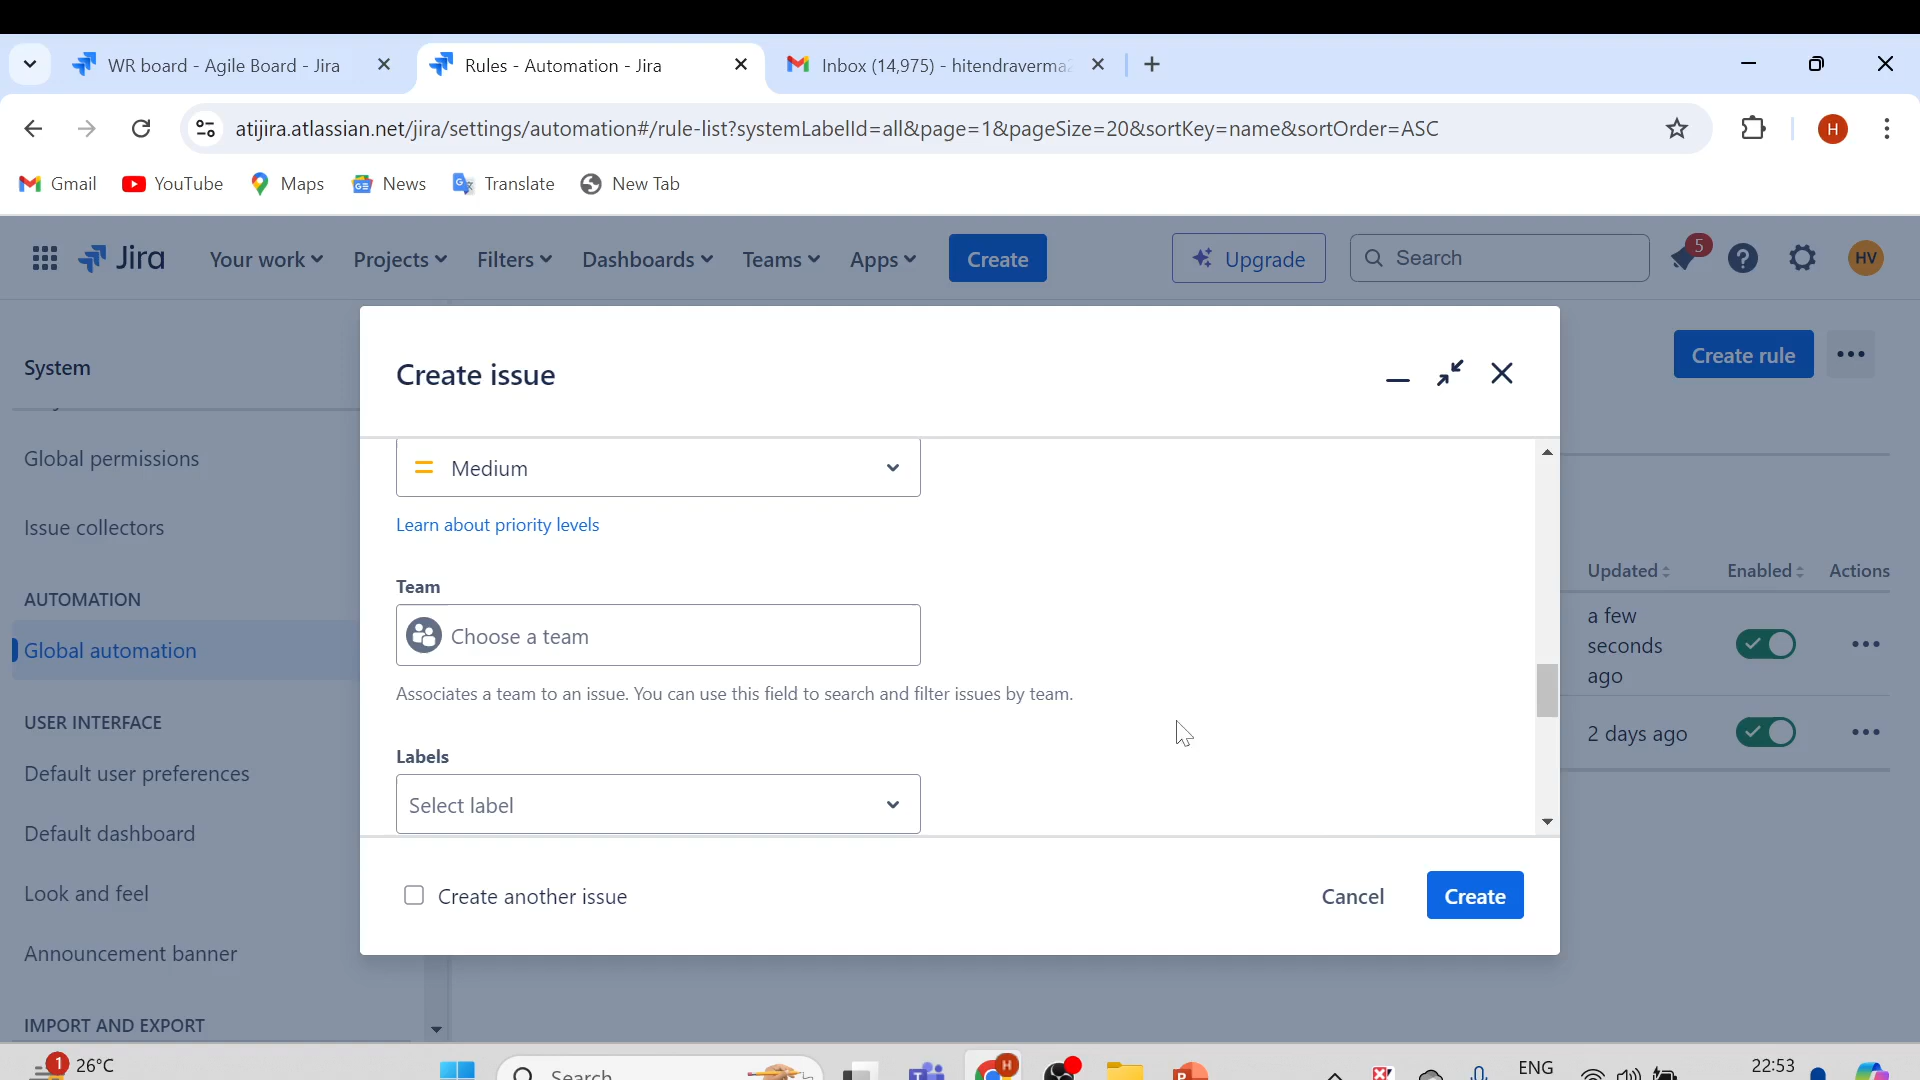 WR board - Agile Board - Jira
Rules - Automation - Jira
Inbox (14,975) - hitendraverma2
atijira.atlassian.net/jira/settings/automation#/rule-list?systemLabelId=all&page=1&pageSize=20&sortKey=name&sortOrder=ASC
H
Gmail
YouTube
Maps
News
Translate
New Tab
Jira
Your work
Projects
Filters
Dashboards
Teams
Apps
Create
Upgrade
Search
5
HV
System
Create rule
Create issue
Global permissions
Medium
Learn about priority levels
Issue collectors
Updated
Enabled
Actions
Team
AUTOMATION
a few
seconds
ago
Choose a team
Global automation
Associates a team to an issue. You can use this field to search and filter issues by team.
USER INTERFACE
2 days ago
Labels
Default user preferences
Select label
Default dashboard
Look and feel
Create another issue
Cancel
Create
Announcement banner
IMPORT AND EXPORT
1
26°C
Search
H
ENG
22:53